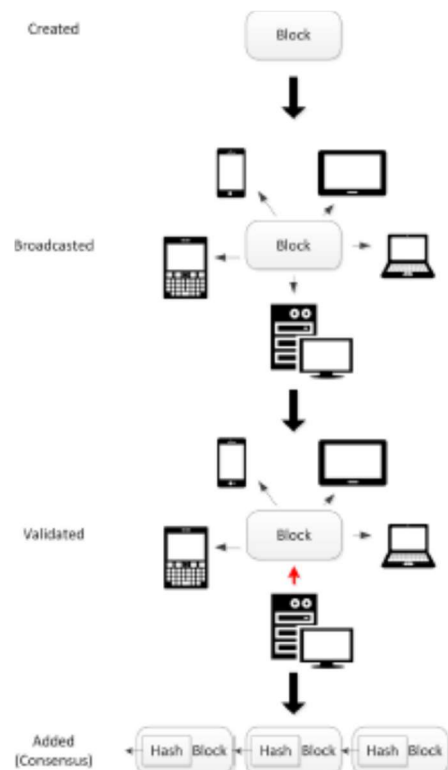 Created
Block
Broadcasted
Block
Validated
Block
Added
(Consensus)
Hash Block Hash Block Hash Block